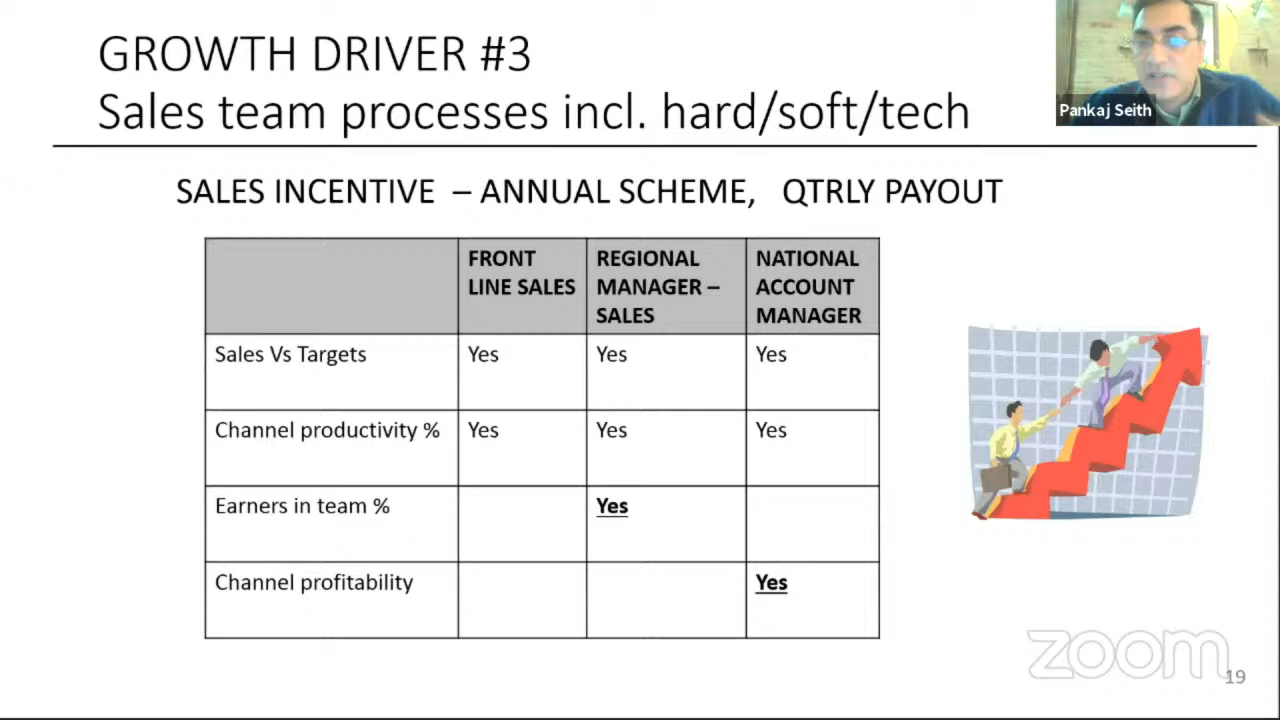 GROWTH DRIVER #3
Sales team processes incl. hard/soft/tech
Pankaj Seith
SALES INCENTIVE – ANNUAL SCHEME, QTRLY PAYOUT
FRONT LINE SALES
REGIONAL MANAGER – SALES
NATIONAL ACCOUNT MANAGER
Sales Vs Targets Yes Yes Yes
Channel productivity % Yes Yes Yes
Earners in team % Yes
Channel profitability Yes
zoom
19